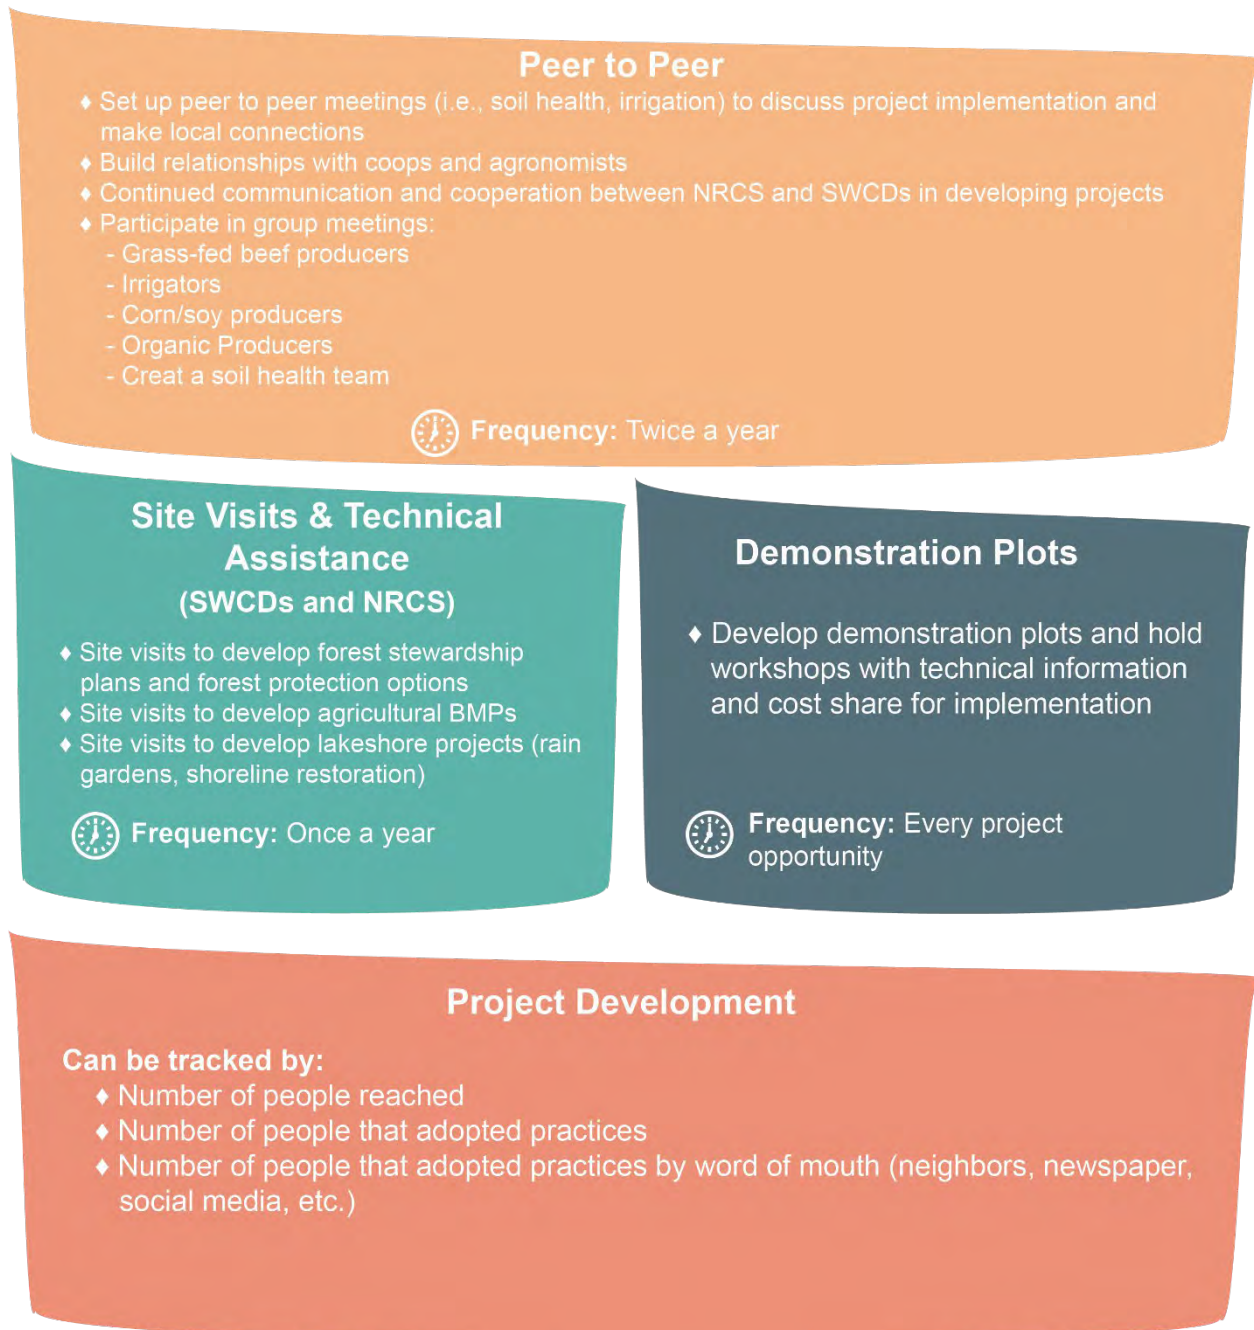 Peer to Peer
♦ Set up peer to peer meetings (i.e., soil health, irrigation) to discuss project implementation and
make local connections
♦ Build relationships with coops and agronomists
♦ Continued communication and cooperation between NRCS and SWCDs in developing projects
♦ Participate in group meetings:
- Grass-fed beef producers
- Irrigators
- Corn/soy producers
- Organic Producers
- Creat a soil health team
Frequency: Twice a year
Site Visits & Technical
Assistance
(SWCDs and NRCS)
♦ Site visits to develop forest stewardship
plans and forest protection options
♦ Site visits to develop agricultural BMPs
♦ Site visits to develop lakeshore projects (rain
gardens, shoreline restoration)
Frequency: Once a year
Demonstration Plots
♦ Develop demonstration plots and hold
workshops with technical information
and cost share for implementation
Frequency: Every project
opportunity
Project Development
Can be tracked by:
♦ Number of people reached
♦ Number of people that adopted practices
♦ Number of people that adopted practices by word of mouth (neighbors, newspaper,
social media, etc.)